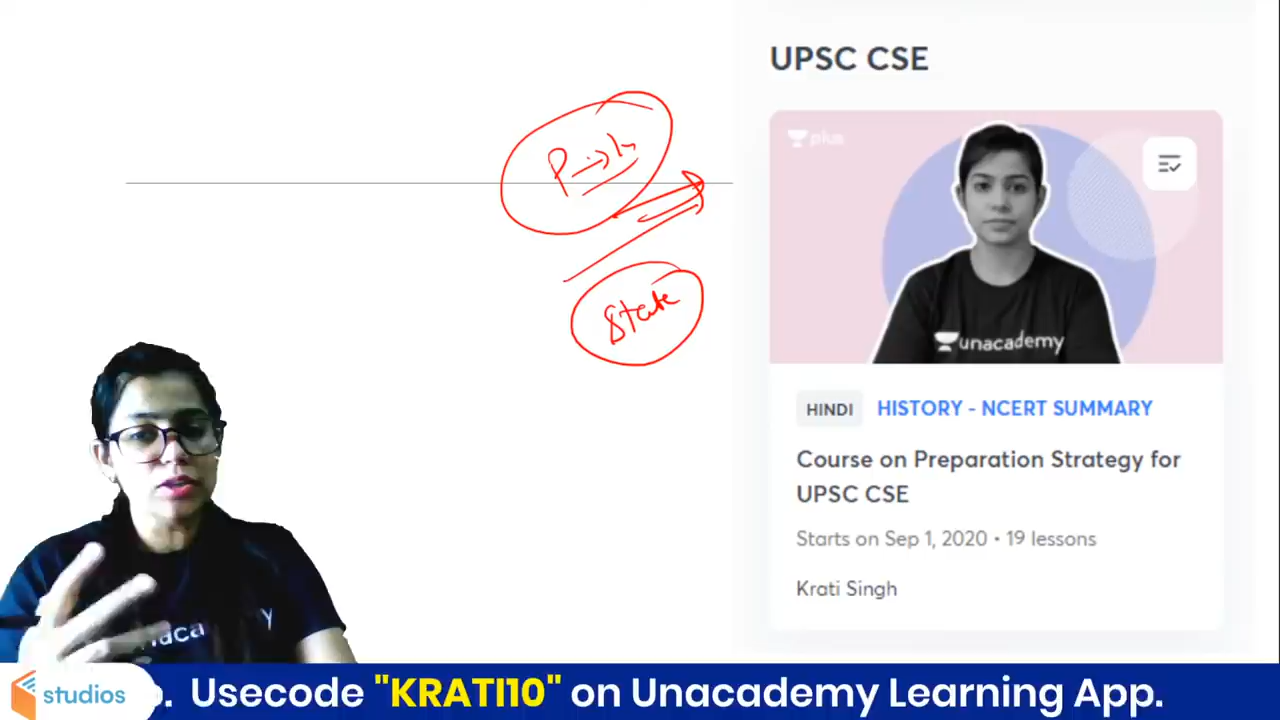 UPSC CSE
plus
State
unacademy
HINDI HISTORY - NCERT SUMMARY
Course on Preparation Strategy for
UPSC CSE
Starts on Sep 1, 2020 • 19 lessons
Krati Singh
studios
. Usecode "KRATI10" on Unacademy Learning App.